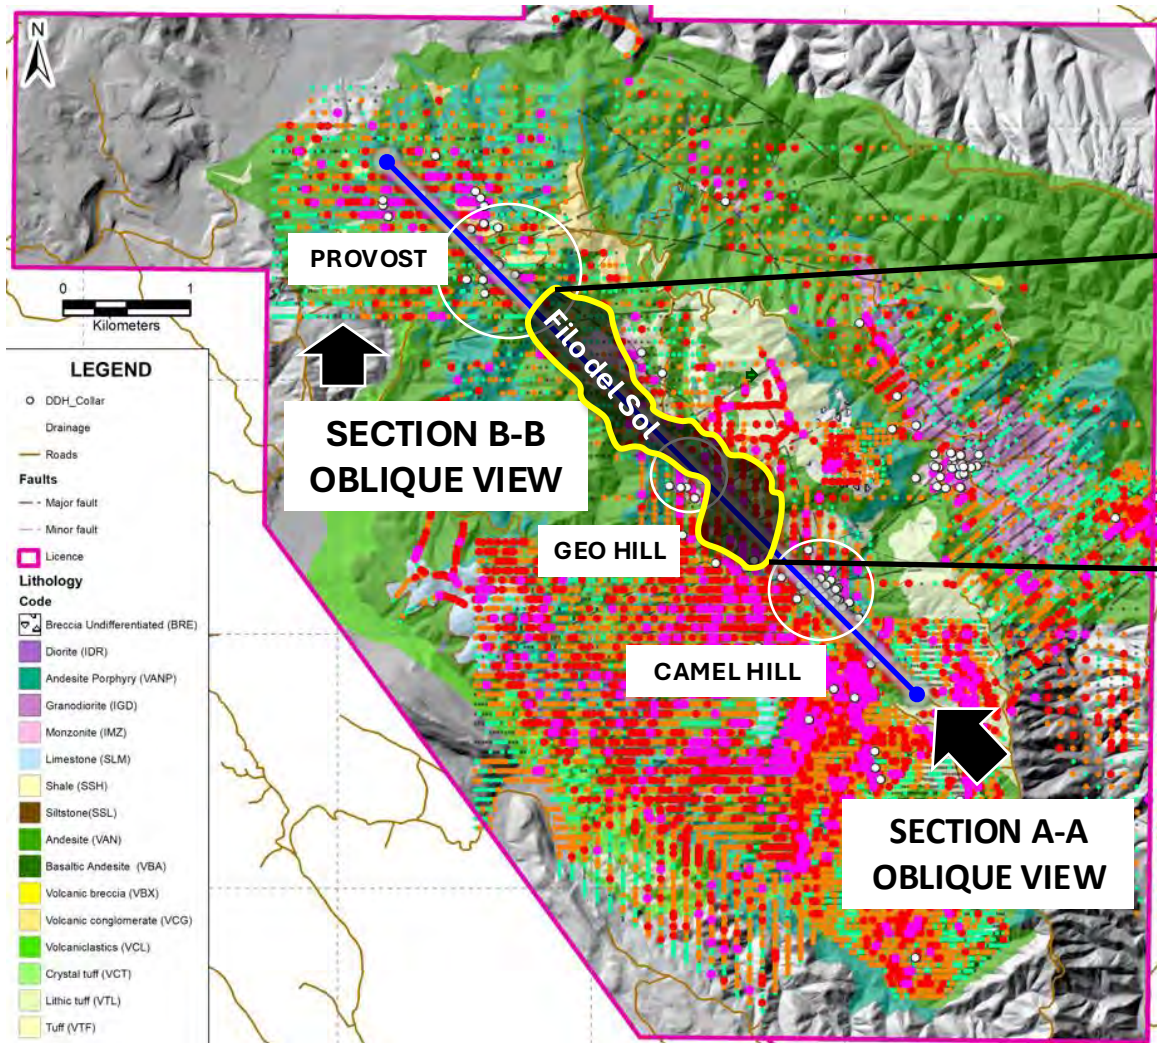 N
PROVOST
0 1
Kilometers
Filo del Sol
SECTION B-B
OBLIQUE VIEW
GEO HILL
CAMEL HILL
SECTION A-A
OBLIQUE VIEW
LEGEND
DDH_Collar
Drainage
Roads
Faults
Major fault
Minor fault
Licence
Lithology
Code
Breccia Undifferentiated (BRE)
Diorite (IDR)
Andesite Porphyry (VANP)
Granodiorite (IGD)
Monzonite (IMZ)
Limestone (SLM)
Shale (SSH)
Siltstone(SSL)
Andesite (VAN)
Basaltic Andesite (VBA)
Volcanic breccia (VBX)
Volcanic conglomerate (VCG)
Volcaniclastics (VCL)
Crystal tuff (VCT)
Lithic tuff (VTL)
Tuff (VTF)